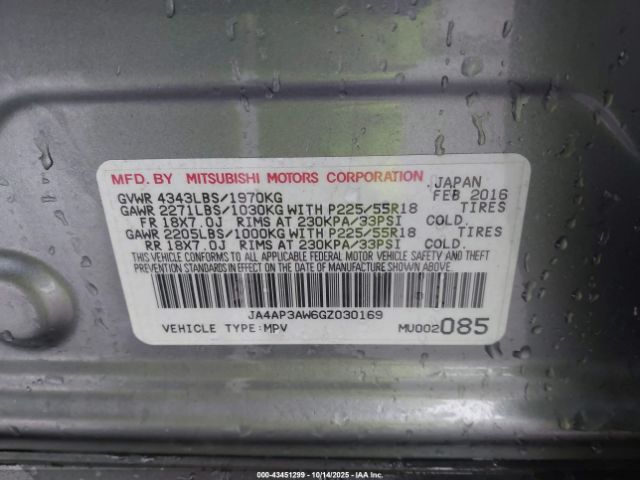 MFD. BY MITSUBISHI MOTORS CORPORATION JAPAN
GVWR 4343LBS/1970KG FEB 2016
GAWR 2271LBS/1030KG WITH P225/55R18 TIRES
FR 18X7.0J RIMS AT 230KPA/33PSI COLD.
GAWR 2205LBS/1000KG WITH P225/55R18 TIRES
RR 18X7.0J RIMS AT 230KPA/33PSI COLD.
THIS VEHICLE CONFORMS TO ALL APPLICABLE FEDERAL MOTOR VEHICLE SAFETY AND THEFT
PREVENTION STANDARDS IN EFFECT ON THE DATE OF MANUFACTURE SHOWN ABOVE.
JA4AP3AW6GZ030169
VEHICLE TYPE:MPV MU002085
000-43451299 - 10/14/2025 - © IAA, Inc.